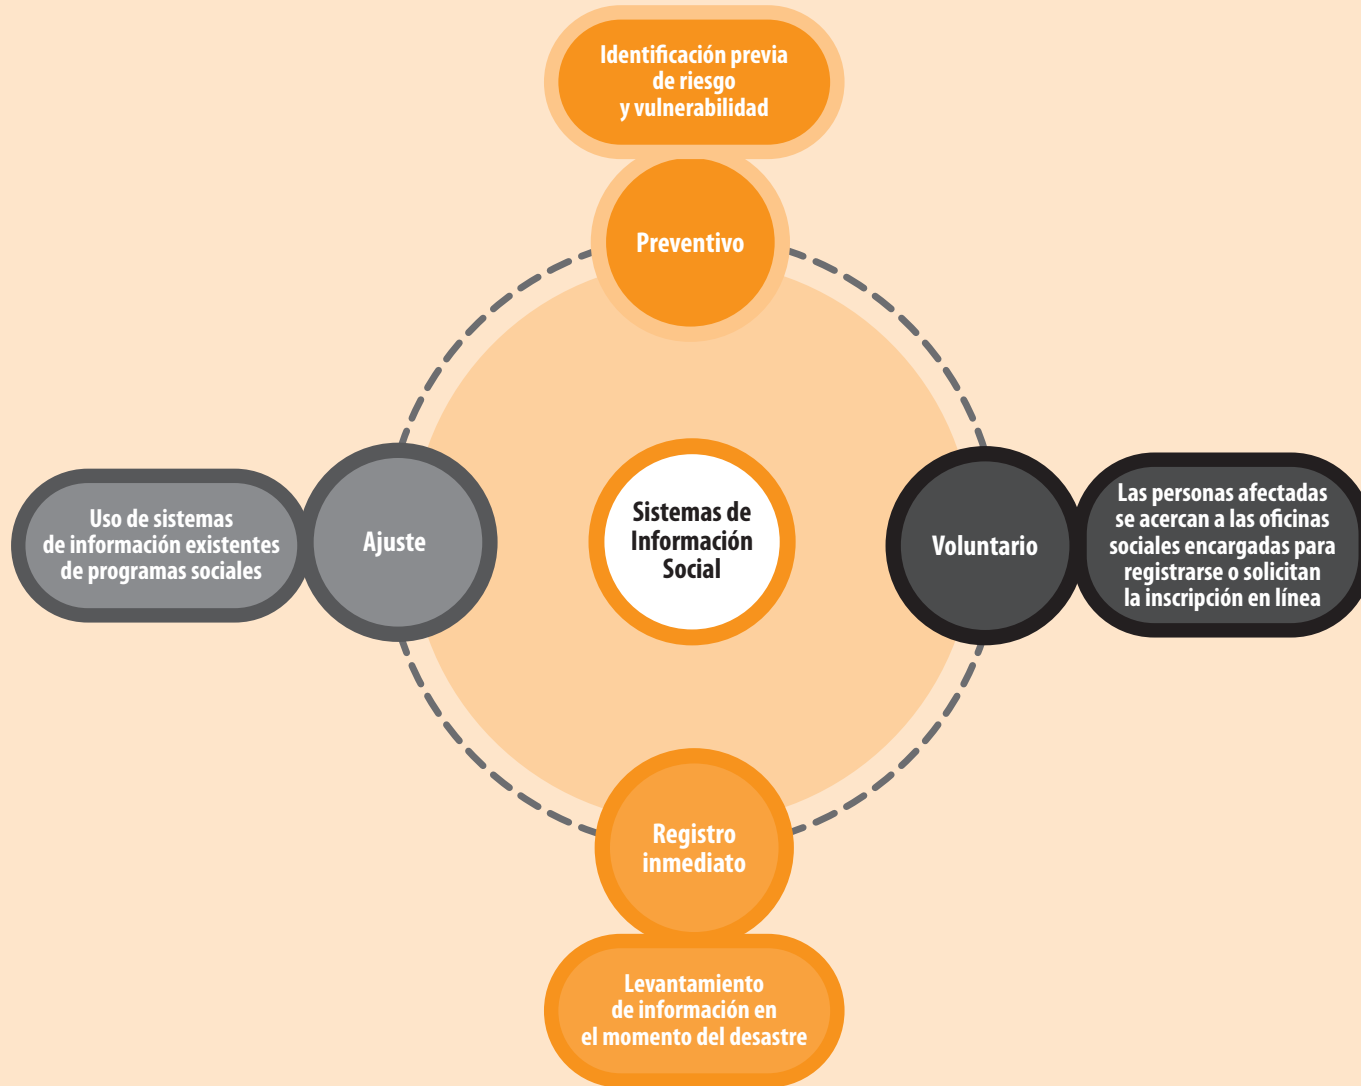 Identificación previa
de riesgo
y vulnerabilidad
Preventivo
Uso de sistemas
de información existentes
de programas sociales
Ajuste
Sistemas de
Información
Social
Voluntario
Las personas afectadas
se acercan a las oficinas
sociales encargadas para
registrarse o solicitan
la inscripción en línea
Registro
inmediato
Levantamiento
de información en
el momento del desastre